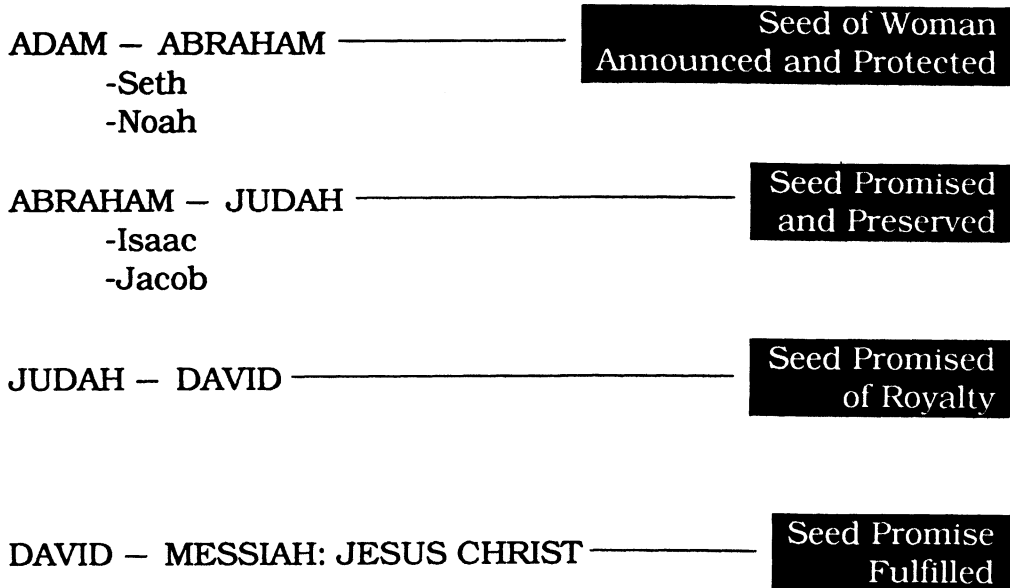 ADAM – ABRAHAM
Seed of Woman
Announced and Protected
-Seth
-Noah
ABRAHAM – JUDAH
Seed Promised
and Preserved
-Isaac
-Jacob
JUDAH – DAVID
Seed Promised
of Royalty
DAVID – MESSIAH: JESUS CHRIST
Seed Promise
Fulfilled